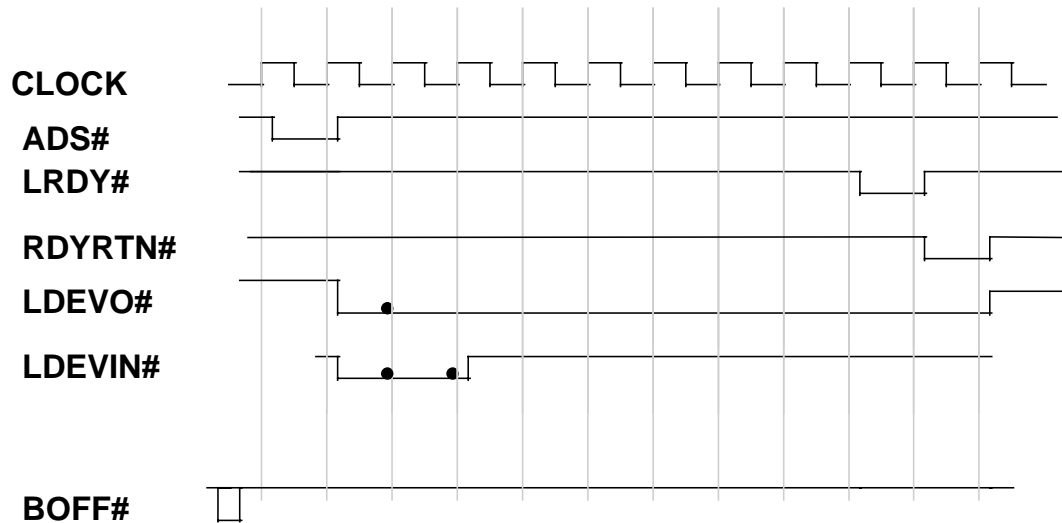 CLOCK
ADS#
LRDY#
RDYRTN#
LDEVO#
LDEVIN#
BOFF#